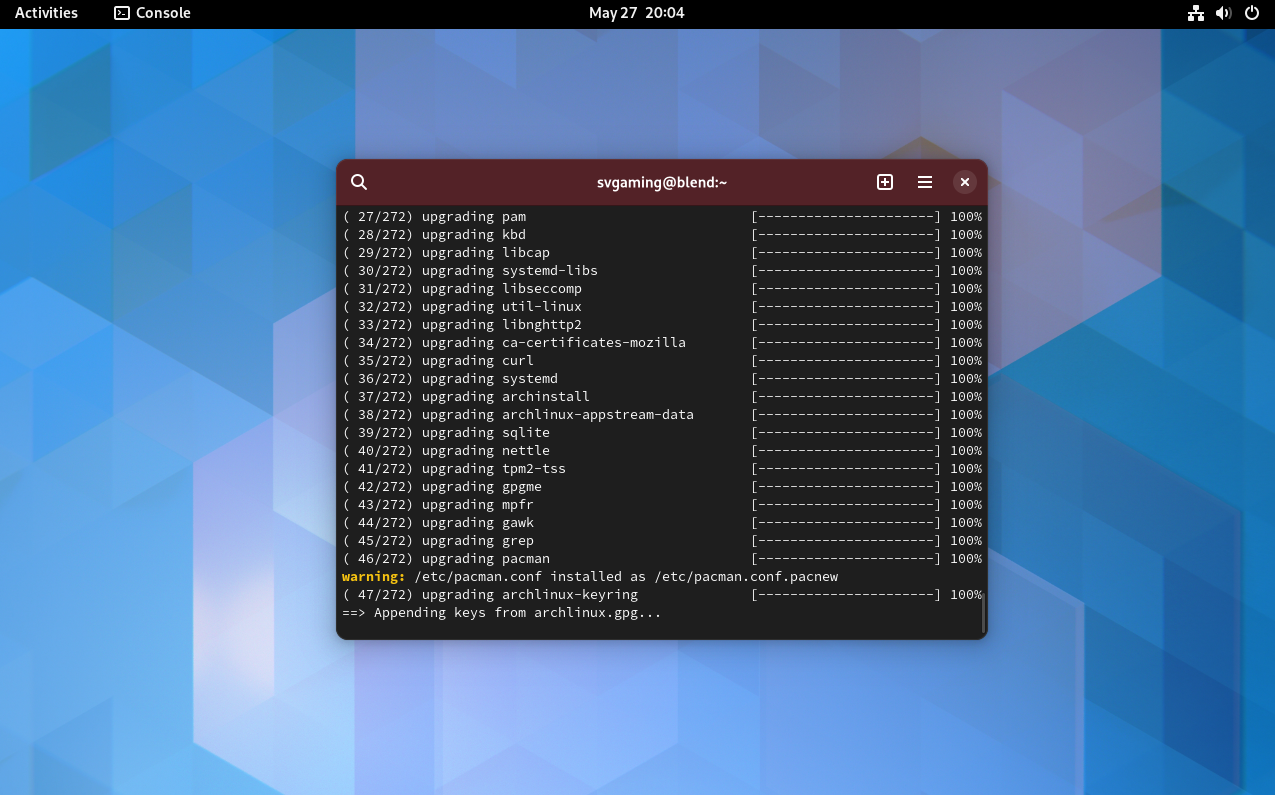 Activities Console May 27 20:04
svgaming@blend:~
( 27/272) upgrading pam [----------------------] 100%
( 28/272) upgrading kbd [----------------------] 100%
( 29/272) upgrading libcap [----------------------] 100%
( 30/272) upgrading systemd-libs [----------------------] 100%
( 31/272) upgrading libseccomp [----------------------] 100%
( 32/272) upgrading util-linux [----------------------] 100%
( 33/272) upgrading libnghttp2 [----------------------] 100%
( 34/272) upgrading ca-certificates-mozilla [----------------------] 100%
( 35/272) upgrading curl [----------------------] 100%
( 36/272) upgrading systemd [----------------------] 100%
( 37/272) upgrading archinstall [----------------------] 100%
( 38/272) upgrading archlinux-appstream-data [----------------------] 100%
( 39/272) upgrading sqlite [----------------------] 100%
( 40/272) upgrading nettle [----------------------] 100%
( 41/272) upgrading tpm2-tss [----------------------] 100%
( 42/272) upgrading gpgme [----------------------] 100%
( 43/272) upgrading mpfr [----------------------] 100%
( 44/272) upgrading gawk [----------------------] 100%
( 45/272) upgrading grep [----------------------] 100%
( 46/272) upgrading pacman [----------------------] 100%
warning: /etc/pacman.conf installed as /etc/pacman.conf.pacnew
( 47/272) upgrading archlinux-keyring [----------------------] 100%
==> Appending keys from archlinux.gpg...